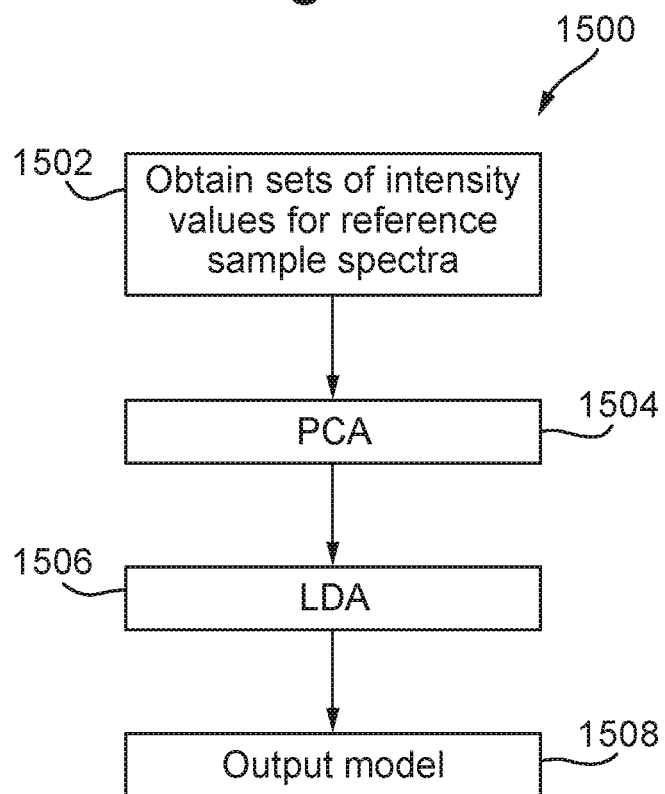 1500
1502
Obtain sets of intensity
values for reference
sample spectra
1504
PCA
1506
LDA
1508
Output model